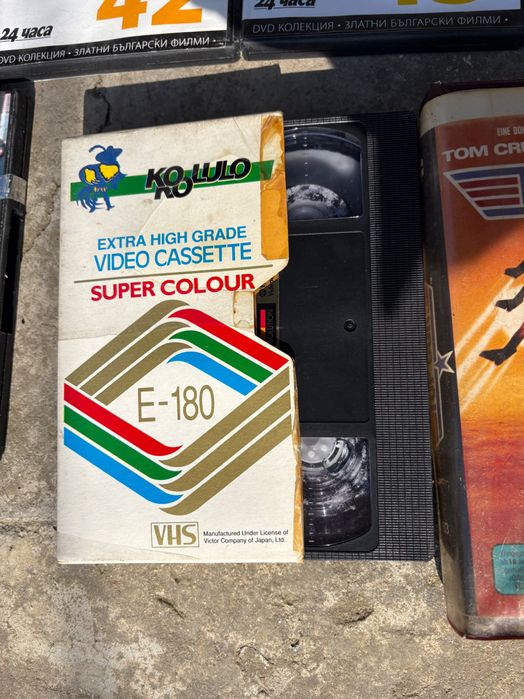 24 часа
42
DVD КОЛЕКЦИЯ • ЗЛАТНИ БЪЛГАРСКИ ФИЛМИ •
24 часа
DVD КОЛЕКЦИЯ • ЗЛАТНИ БЪЛГАРСКИ ФИЛМИ •
KOLULO
EXTRA HIGH GRADE
VIDEO CASSETTE
SUPER COLOUR
E-180
VHS
Manufactured Under License of
Victor Company of Japan, Ltd.
EINE
TOM